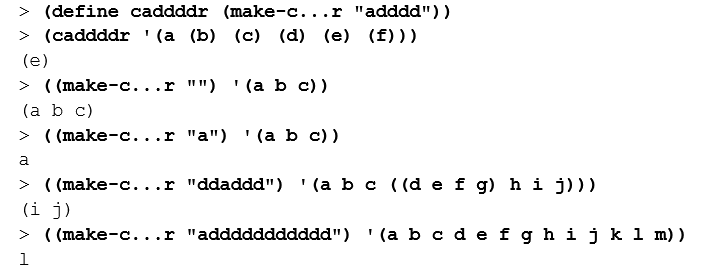 > (define caddddr (make-c...r "adddd"))
> (caddddr '(a (b) (c) (d) (e) (f)))
(e)
> ((make-c...r "") '(a b c))
(a b c)
> ((make-c...r "a") '(a b c))
a
> ((make-c...r "ddaddd") '(a b c ((d e f g) h i j)))
(i j)
> ((make-c...r "addddddddddd") '(a b c d e f g h i j k l m))
l